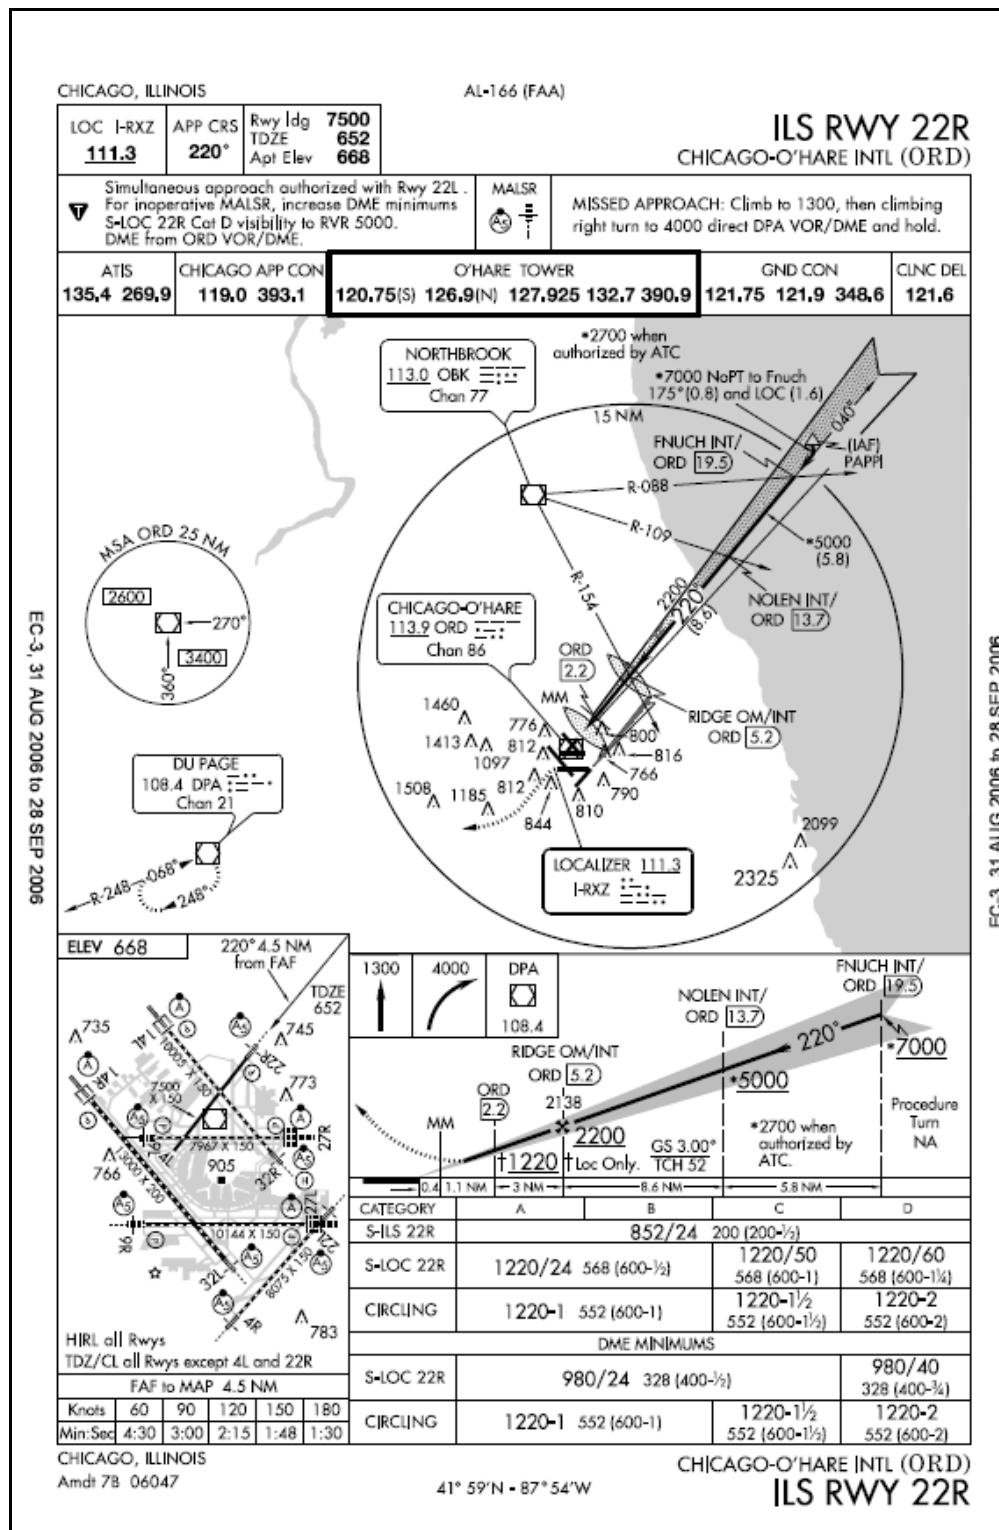 CHICAGO, ILLINOIS
AL-166 (FAA)
LOC I-RXZ
111.3
APP CRS
220°
Rwy ldg 7500
TDZE 652
Apt Elev 668
ILS RWY 22R
CHICAGO-O'HARE INTL (ORD)
T
Simultaneous approach authorized with Rwy 22L .
For inoperative MALSR, increase DME minimums
S-LOC 22R Cat D visibility to RVR 5000.
DME from ORD VOR/DME.
MALSR
A5
MISSED APPROACH: Climb to 1300, then climbing
right turn to 4000 direct DPA VOR/DME and hold.
ATIS
135.4 269.9
CHICAGO APP CON
119.0 393.1
O'HARE TOWER
120.75(S) 126.9(N) 127.925 132.7 390.9
GND CON
121.75 121.9 348.6
CLNC DEL
121.6
*2700 when
authorized by ATC
NORTHBROOK
113.0 OBK
Chan 77
*7000 NoPT to Fnuch
175°(0.8) and LOC (1.6)
15 NM
040°
FNUCH INT/
ORD 19.5
(IAF)
PAPPI
R-088
R-109
*5000
(5.8)
R-154
MSA ORD 25 NM
2600
270°
3400
360°
2200
220°
(8.6)
NOLEN INT/
ORD 13.7
CHICAGO-O'HARE
113.9 ORD
Chan 86
ORD
2.2
MM
RIDGE OM/INT
ORD 5.2
1460
776
800
1413
812
816
1097
766
812
790
1508
1185
810
844
DU PAGE
108.4 DPA
Chan 21
LOCALIZER 111.3
I-RXZ
2099
2325
R-248
068°
248°
EC-3, 31 AUG 2006 to 28 SEP 2006
EC-3, 31 AUG 2006 to 28 SEP 2006
ELEV 668
220° 4.5 NM
from FAF
TDZE
652
735
745
14L
10005 X 150
22R
14R
7500
X 150
773
27R
7967 X 150
4L
766
13000 X 200
905
32R
27L
9R
10144 X 150
22L
32L
8075 X 150
4R
783
HIRL all Rwys
TDZ/CL all Rwys except 4L and 22R
FAF to MAP 4.5 NM
Knots 60 90 120 150 180
Min:Sec 4:30 3:00 2:15 1:48 1:30
1300
4000
DPA
108.4
FNUCH INT/
ORD 19.5
NOLEN INT/
ORD 13.7
RIDGE OM/INT
ORD 5.2
220°
*7000
*5000
ORD
2.2
2138
MM
2200
†1220
†Loc Only.
GS 3.00°
TCH 52
*2700 when
authorized by
ATC.
Procedure
Turn
NA
0.4 1.1 NM 3 NM 8.6 NM 5.8 NM
CATEGORY A B C D
S-ILS 22R 852/24 200 (200-½)
S-LOC 22R 1220/24 568 (600-½) 1220/50 568 (600-1) 1220/60 568 (600-1¼)
CIRCLING 1220-1 552 (600-1) 1220-1½ 552 (600-1½) 1220-2 552 (600-2)
DME MINIMUMS
S-LOC 22R 980/24 328 (400-½) 980/40 328 (400-¾)
CIRCLING 1220-1 552 (600-1) 1220-1½ 552 (600-1½) 1220-2 552 (600-2)
CHICAGO, ILLINOIS
Amdt 7B 06047
41° 59'N - 87° 54'W
CHICAGO-O'HARE INTL (ORD)
ILS RWY 22R